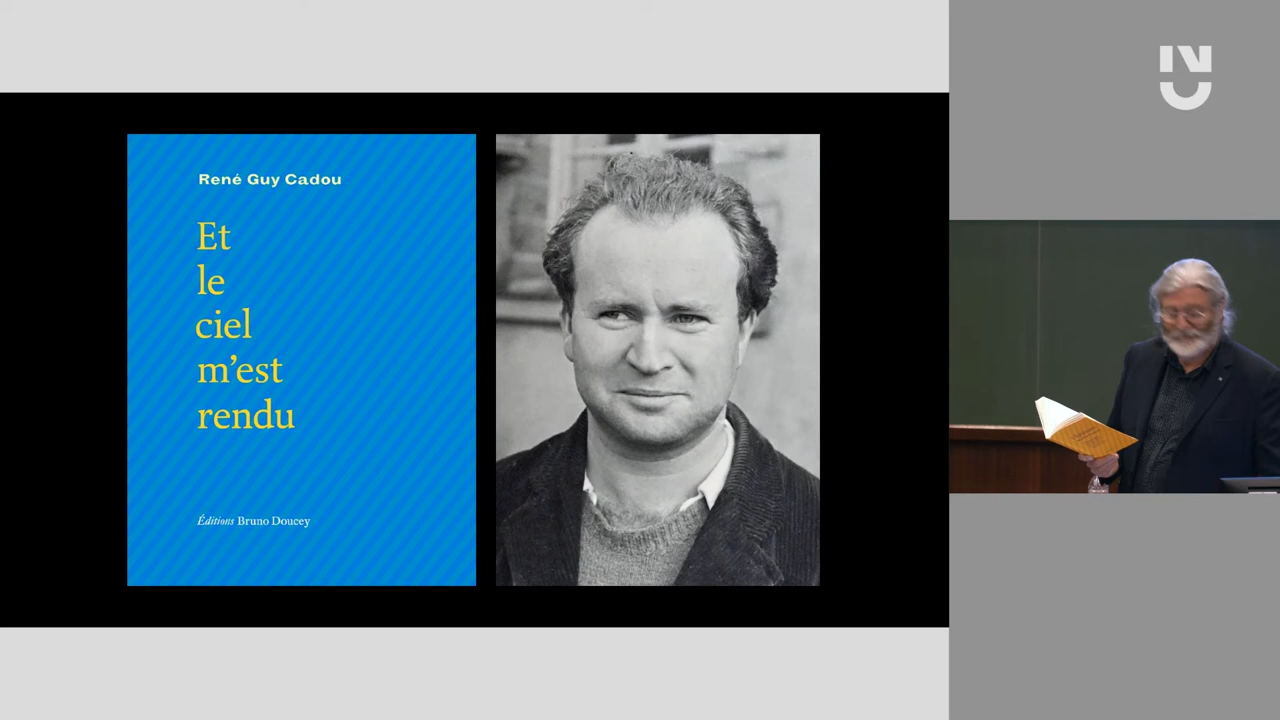 René Guy Cadou
Et
le
ciel
m'est
rendu
Éditions Bruno Doucey